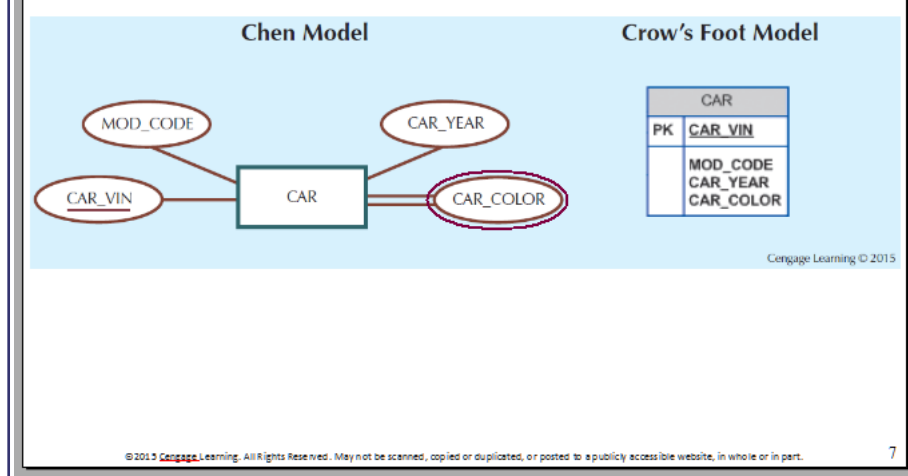 Chen Model
Crow's Foot Model
MOD_CODE
CAR_YEAR
CAR_VIN
CAR
CAR_COLOR
CAR
PK CAR_VIN
MOD_CODE
CAR_YEAR
CAR_COLOR
Cengage Learning © 2015
©2013 Cengage Learning. All Rights Reserved. May not be scanned, copied or duplicated, or posted to a publicly accessible website, in whole or in part.
7